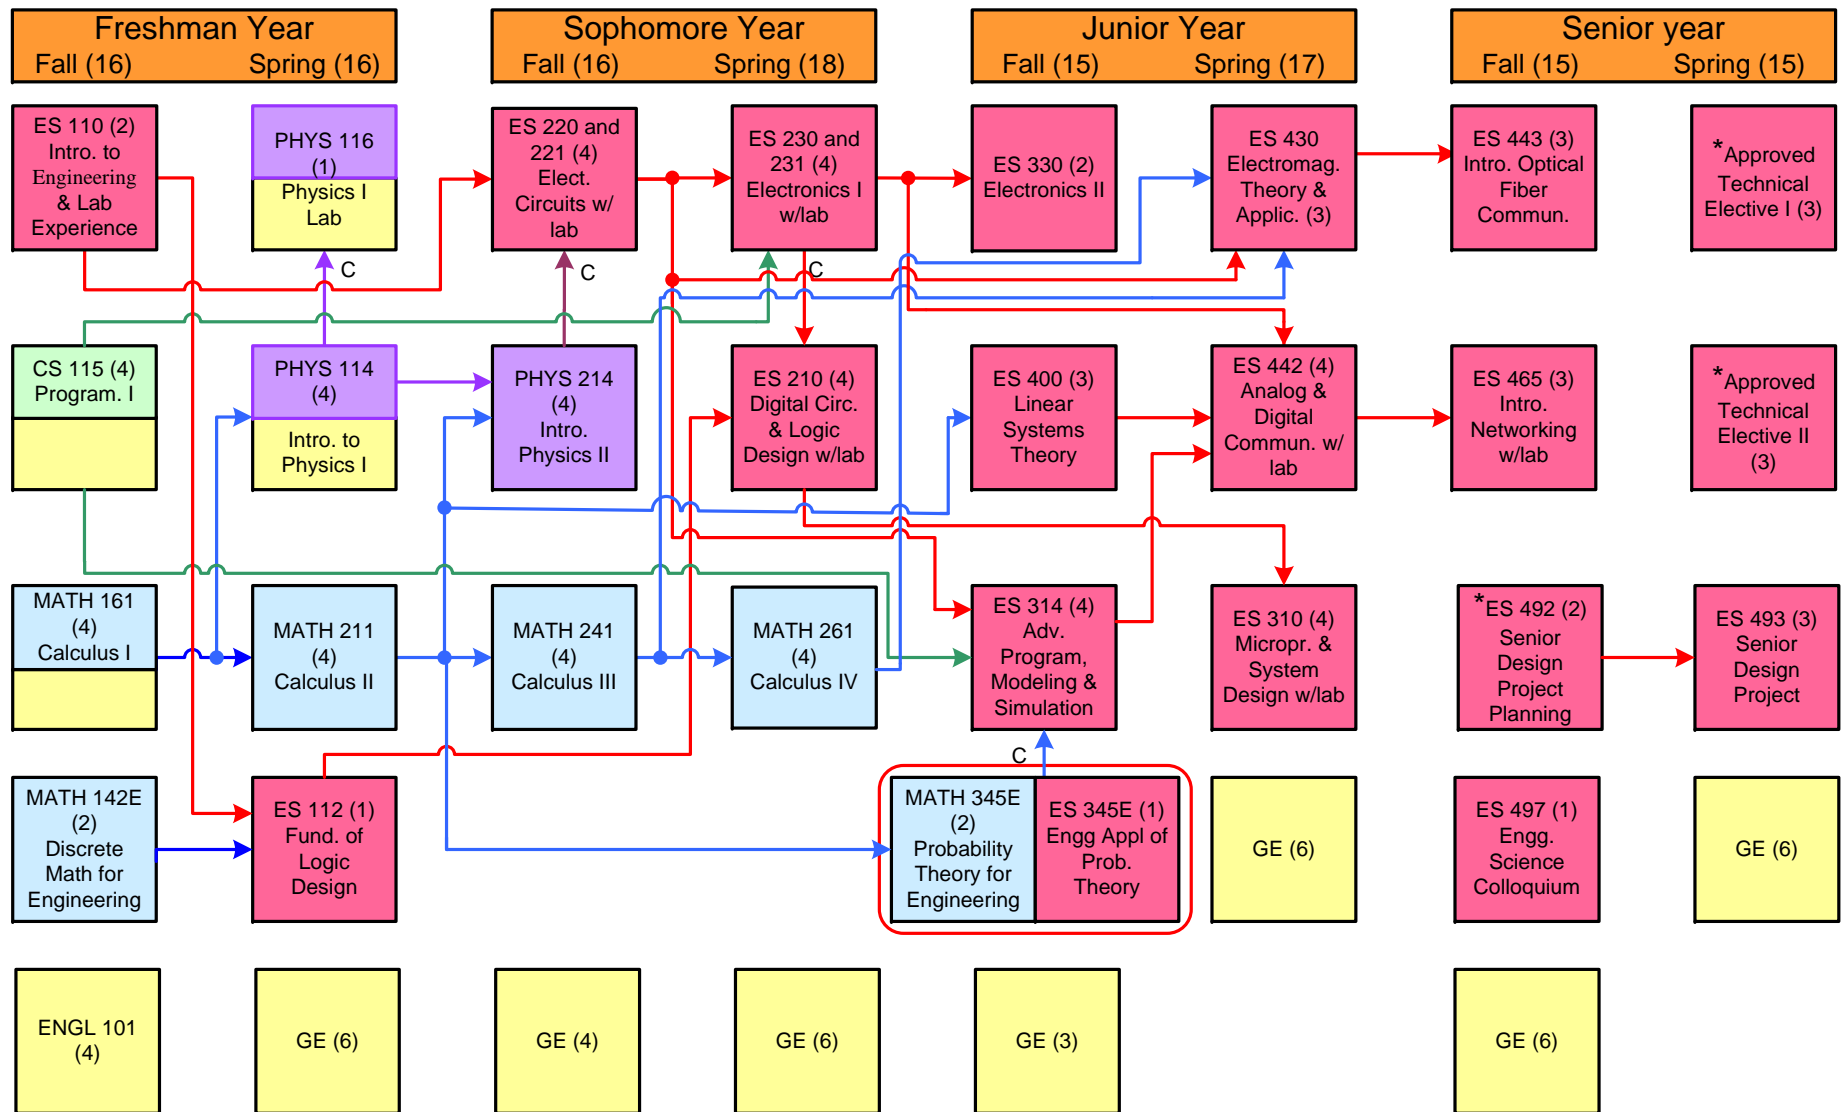 Freshman Year
Fall (16) Spring (16)
Sophomore Year
Fall (16) Spring (18)
Junior Year
Fall (15) Spring (17)
Senior year
Fall (15) Spring (15)
ES 110 (2)
Intro. to
Engineering
& Lab
Experience
PHYS 116
(1)
Physics I
Lab
ES 220 and
221 (4)
Elect.
Circuits w/
lab
ES 230 and
231 (4)
Electronics I
w/lab
ES 330 (2)
Electronics II
ES 430
Electromag.
Theory &
Applic. (3)
ES 443 (3)
Intro. Optical
Fiber
Commun.
*Approved
Technical
Elective I (3)
C
C
C
CS 115 (4)
Program. I
PHYS 114
(4)
Intro. to
Physics I
PHYS 214
(4)
Intro.
Physics II
ES 210 (4)
Digital Circ.
& Logic
Design w/lab
ES 400 (3)
Linear
Systems
Theory
ES 442 (4)
Analog &
Digital
Commun. w/
lab
ES 465 (3)
Intro.
Networking
w/lab
*Approved
Technical
Elective II
(3)
MATH 161
(4)
Calculus I
MATH 211
(4)
Calculus II
MATH 241
(4)
Calculus III
MATH 261
(4)
Calculus IV
ES 314 (4)
Adv.
Program,
Modeling &
Simulation
ES 310 (4)
Micropr. &
System
Design w/lab
*ES 492 (2)
Senior
Design
Project
Planning
ES 493 (3)
Senior
Design
Project
C
MATH 142E
(2)
Discrete
Math for
Engineering
ES 112 (1)
Fund. of
Logic
Design
MATH 345E
(2)
Probability
Theory for
Engineering
ES 345E (1)
Engg Appl of
Prob.
Theory
GE (6)
ES 497 (1)
Engg.
Science
Colloquium
GE (6)
ENGL 101
(4)
GE (6)
GE (4)
GE (6)
GE (3)
GE (6)